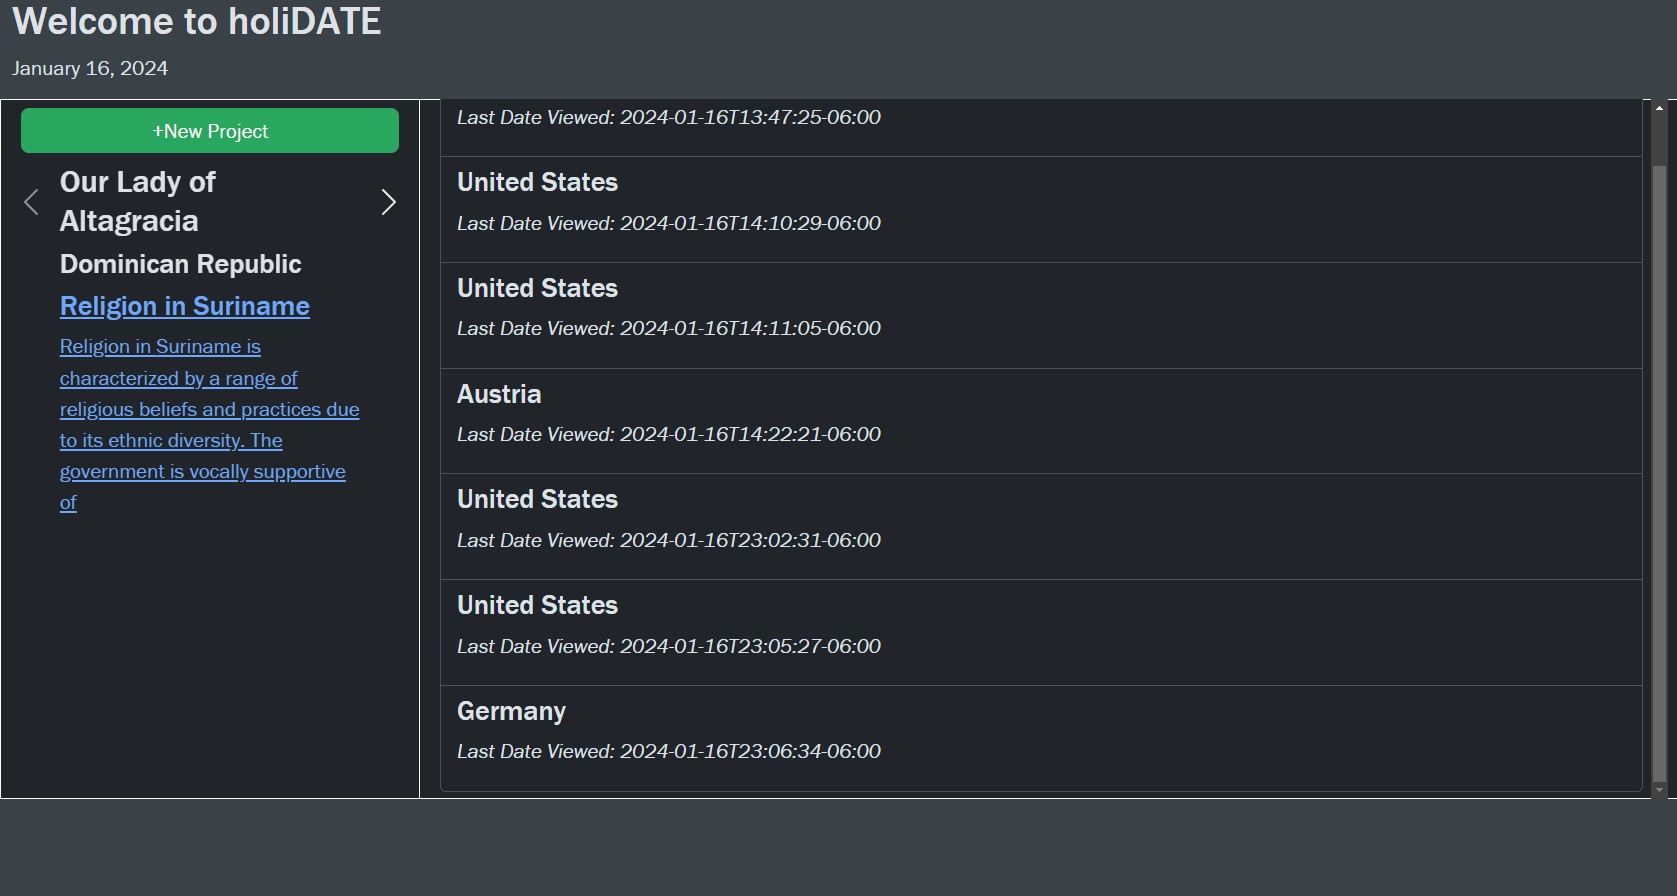 Welcome to holiDATE
January 16, 2024
+New Project
Our Lady of
Altagracia
Dominican Republic
Religion in Suriname
Religion in Suriname is
characterized by a range of
religious beliefs and practices due
to its ethnic diversity. The
government is vocally supportive
of
Last Date Viewed: 2024-01-16T13:47:25-06:00
United States
Last Date Viewed: 2024-01-16T14:10:29-06:00
United States
Last Date Viewed: 2024-01-16T14:11:05-06:00
Austria
Last Date Viewed: 2024-01-16T14:22:21-06:00
United States
Last Date Viewed: 2024-01-16T23:02:31-06:00
United States
Last Date Viewed: 2024-01-16T23:05:27-06:00
Germany
Last Date Viewed: 2024-01-16T23:06:34-06:00